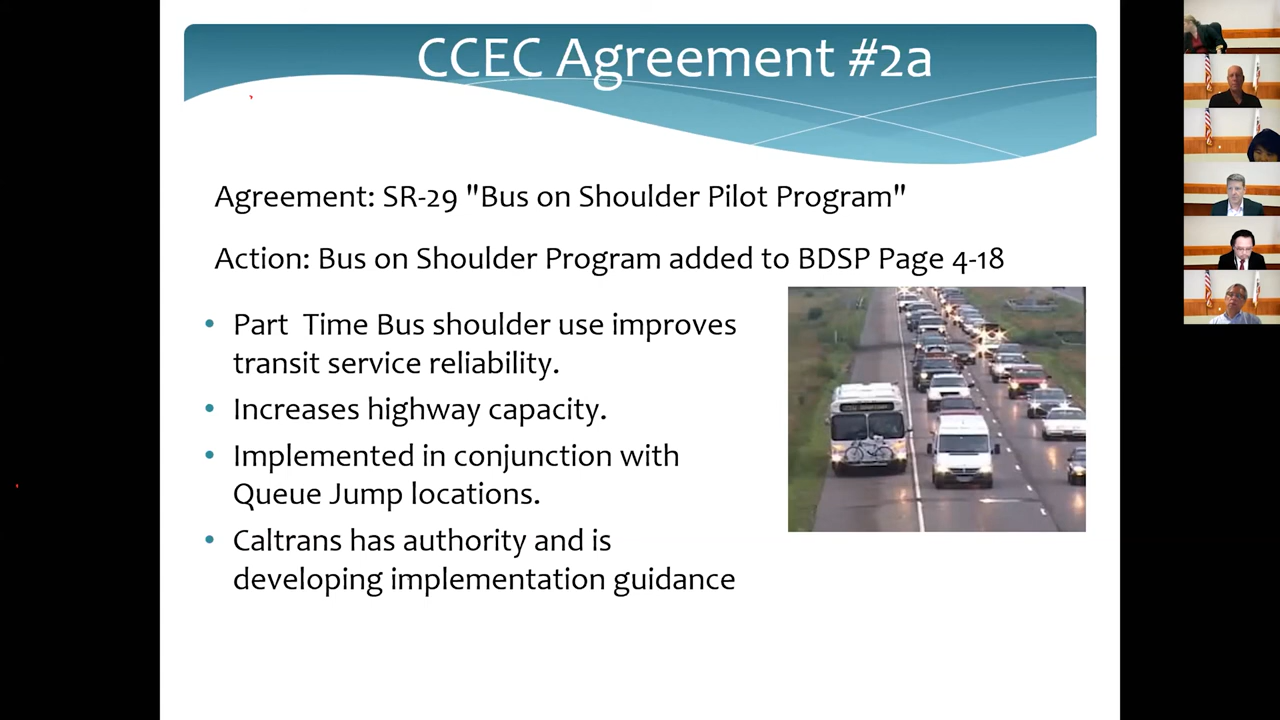 CCEC Agreement #2a
Agreement: SR-29 "Bus on Shoulder Pilot Program"
Action: Bus on Shoulder Program added to BDSP Page 4-18
• Part Time Bus shoulder use improves
transit service reliability.
• Increases highway capacity.
• Implemented in conjunction with
Queue Jump locations.
• Caltrans has authority and is
developing implementation guidance